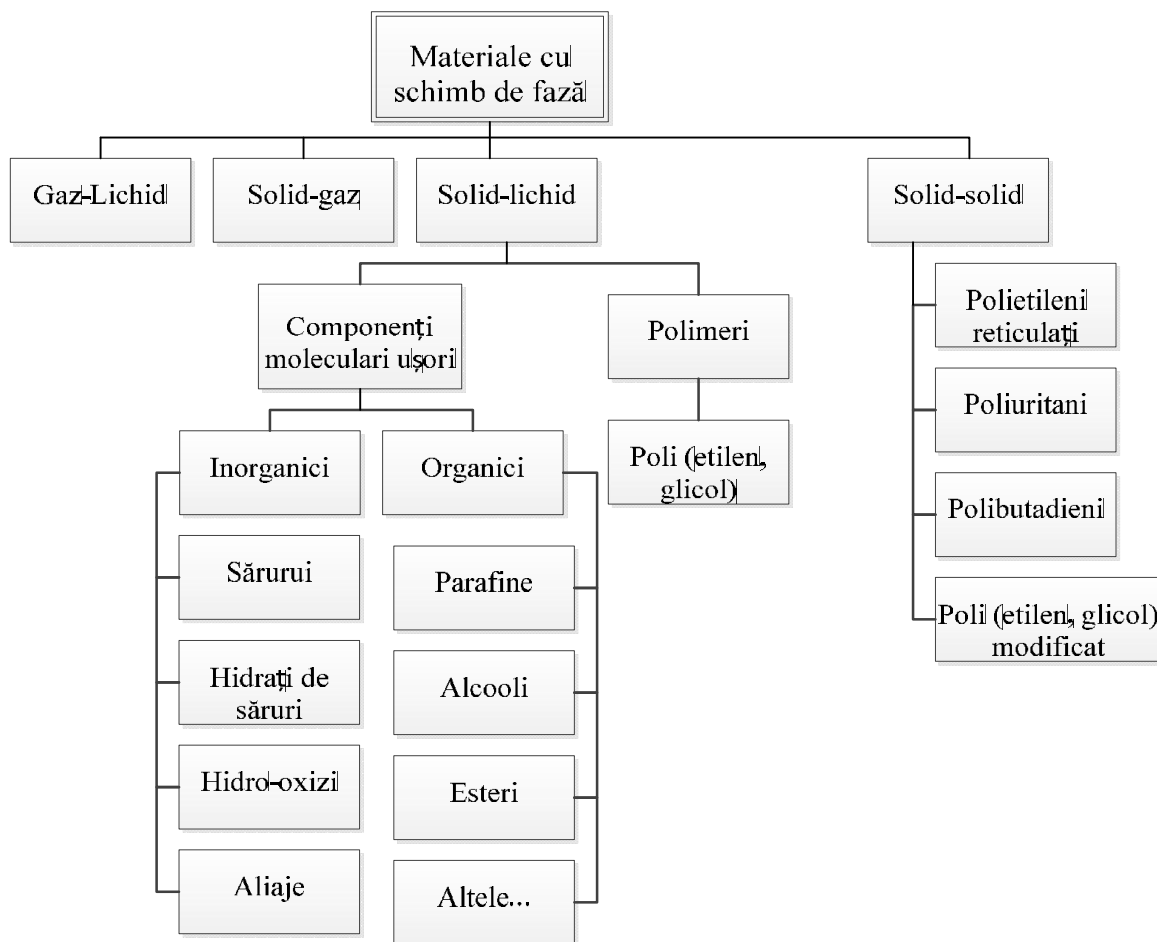 Materiale cu
schimb de fază
Gaz-Lichid
Solid-gaz
Solid-lichid
Solid-solid
Componenți
moleculari ușori
Polimeri
Polietileni
reticulați
Poliuritani
Polibutadieni
Poli (etilen, glicol)
modificat
Inorganici
Organici
Poli (etilen,
glicol)
Sărurui
Hidrați de
săruri
Hidro-oxizi
Aliaje
Parafine
Alcooli
Esteri
Altele...